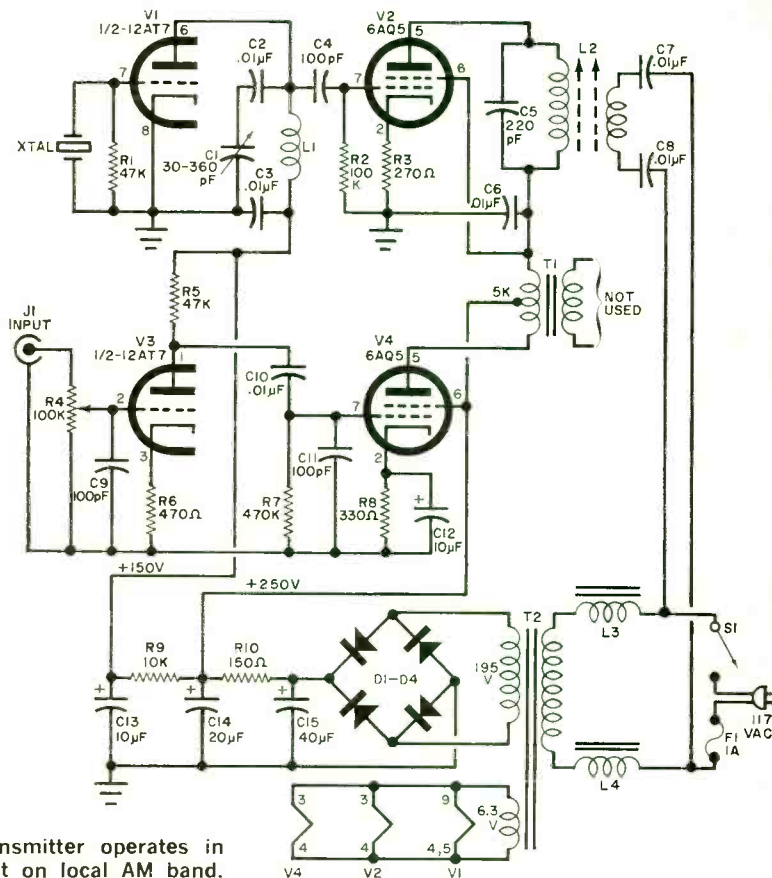 V1
1/2-12AT7
6
7
8
XTAL
R1
47K
C1
30-360
pF
C2
.01µF
C3
.01µF
L1
C4
100pF
V2
6AQ5
5
6
7
2
R2
100
K
R3
270Ω
C5
220
pF
C6
.01µF
L2
C7
.01µF
C8
.01µF
R5
47K
5K
T1
NOT
USED
J1
INPUT
R4
100K
V3
1/2-12AT7
1
2
3
C9
100pF
R6
470Ω
C10
.01µF
C11
100pF
R7
470K
V4
6AQ5
5
6
7
2
R8
330Ω
+
C12
10µF
+150V
+250V
R9
10K
R10
150Ω
+
C13
10µF
+
C14
20µF
+
C15
40µF
D1-D4
195
V
T2
L3
L4
S1
117
VAC
F1
1A
6.3
V
3
4
V4
3
4
V2
9
4,5
V1
nsmitter operates in
t on local AM band.